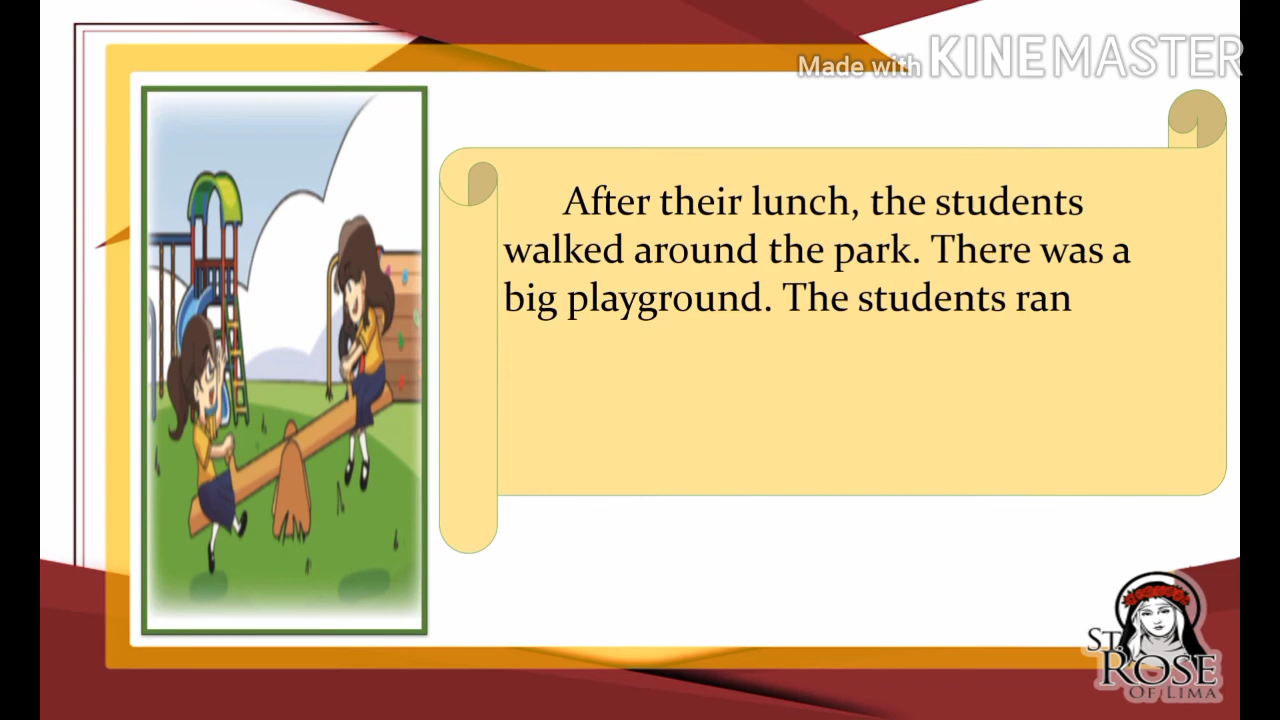 Made with KINEMASTER
After their lunch, the students
walked around the park. There was a
big playground. The students ran
ST.
ROSE
OF LIMA